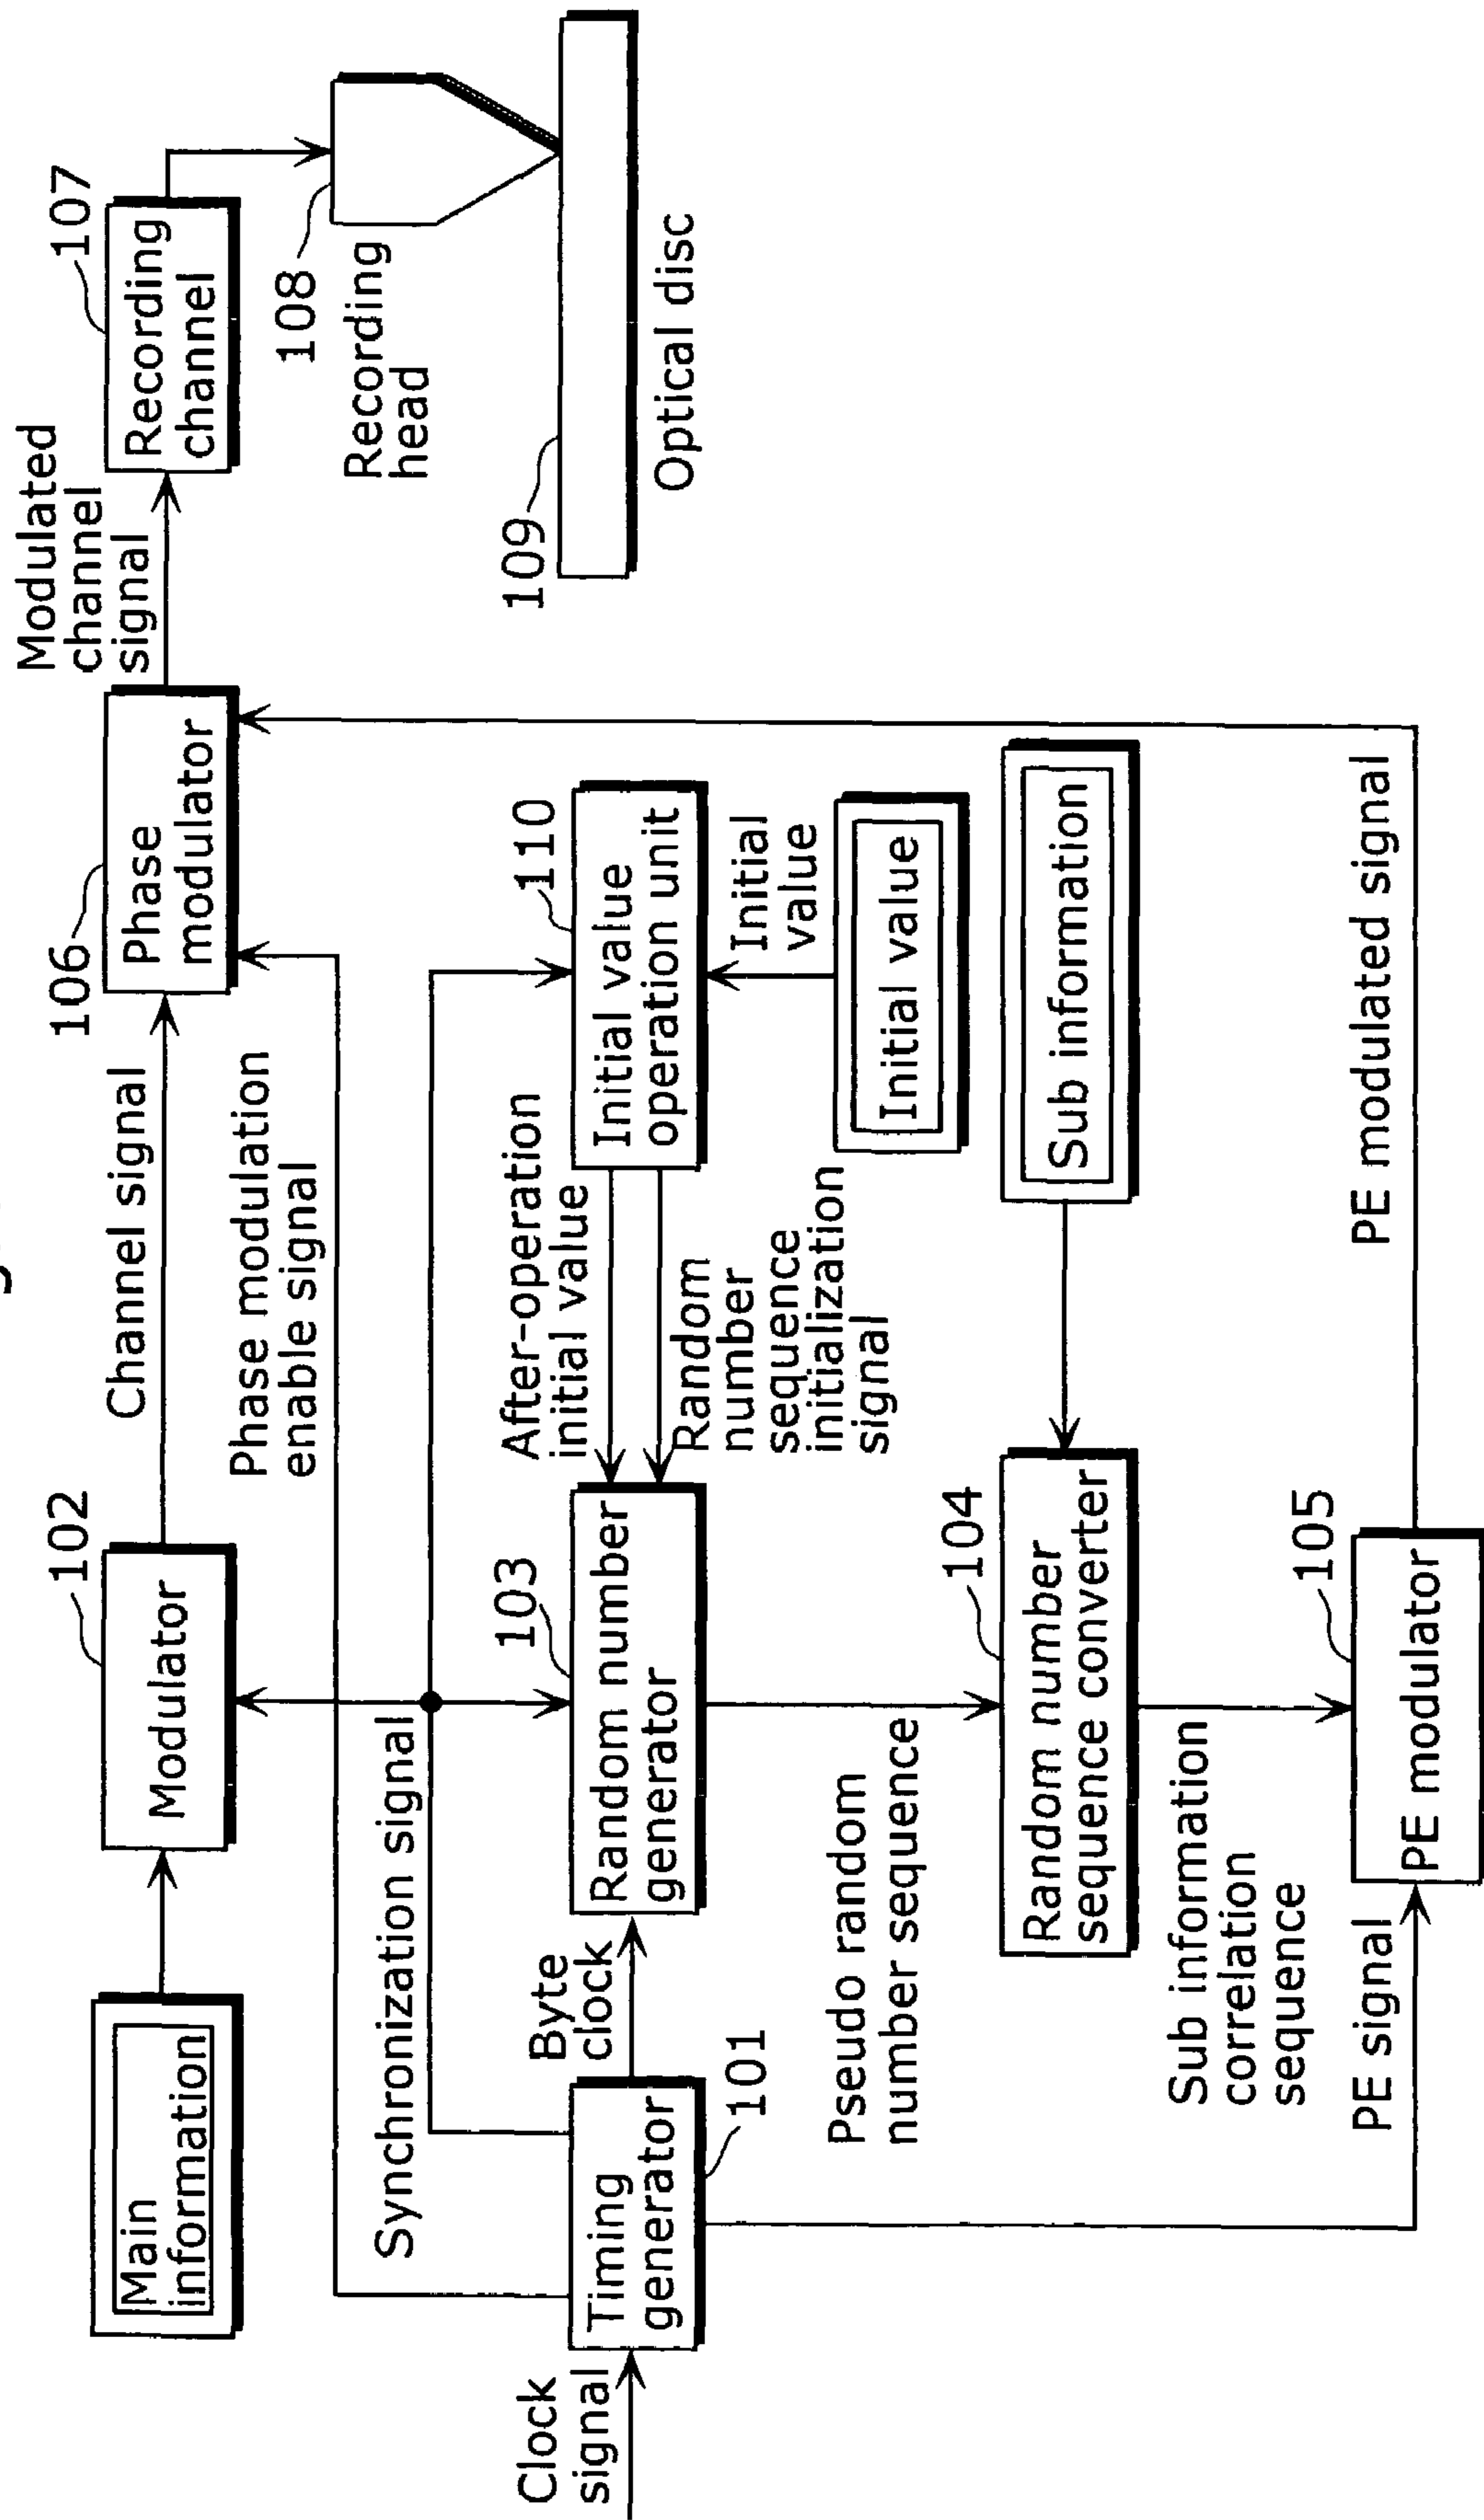 Main
information
102
Modulator
Channel signal
106
Phase
modulator
Modulated
channel
signal
107
Recording
channel
Phase modulation
enable signal
108
Recording
head
Synchronization signal
109
Optical disc
Clock
signal
Timing
generator
101
Byte
clock
103
Random number
generator
After-operation
initial value
Random
number
sequence
initialization
signal
110
Initial value
operation unit
Initial
value
Initial value
Pseudo random
number sequence
104
Random number
sequence converter
Sub information
Sub information
correlation
sequence
105
PE signal
PE modulator
PE modulated signal